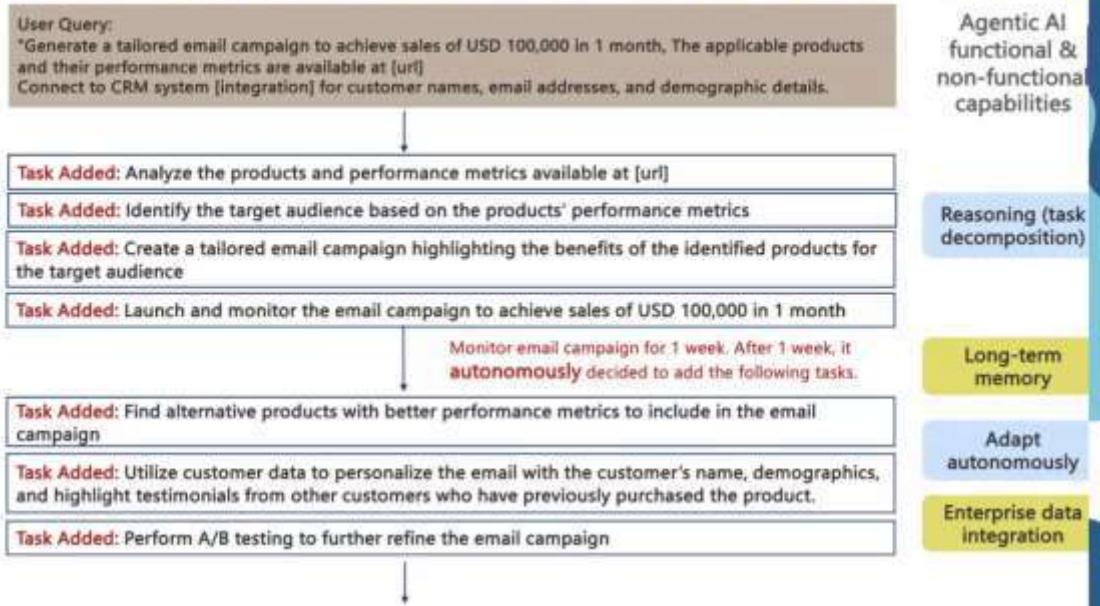 User Query:
"Generate a tailored email campaign to achieve sales of USD 100,000 in 1 month, The applicable products
and their performance metrics are available at [url]
Connect to CRM system [integration] for customer names, email addresses, and demographic details.
Agentic AI
functional &
non-functional
capabilities
Task Added: Analyze the products and performance metrics available at [url]
Task Added: Identify the target audience based on the products' performance metrics
Task Added: Create a tailored email campaign highlighting the benefits of the identified products for
the target audience
Task Added: Launch and monitor the email campaign to achieve sales of USD 100,000 in 1 month
Reasoning (task
decomposition)
Monitor email campaign for 1 week. After 1 week, it
autonomously decided to add the following tasks.
Long-term
memory
Task Added: Find alternative products with better performance metrics to include in the email
campaign
Task Added: Utilize customer data to personalize the email with the customer's name, demographics,
and highlight testimonials from other customers who have previously purchased the product.
Task Added: Perform A/B testing to further refine the email campaign
Adapt
autonomously
Enterprise data
integration